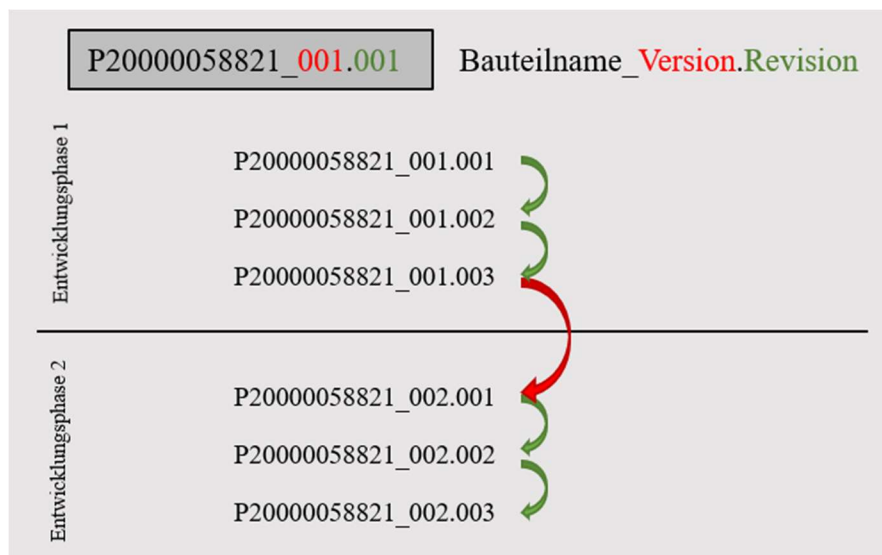 P20000058821_001.001
Bauteilname_Version.Revision
Entwicklungsphase 1
P20000058821_001.001
P20000058821_001.002
P20000058821_001.003
Entwicklungsphase 2
P20000058821_002.001
P20000058821_002.002
P20000058821_002.003